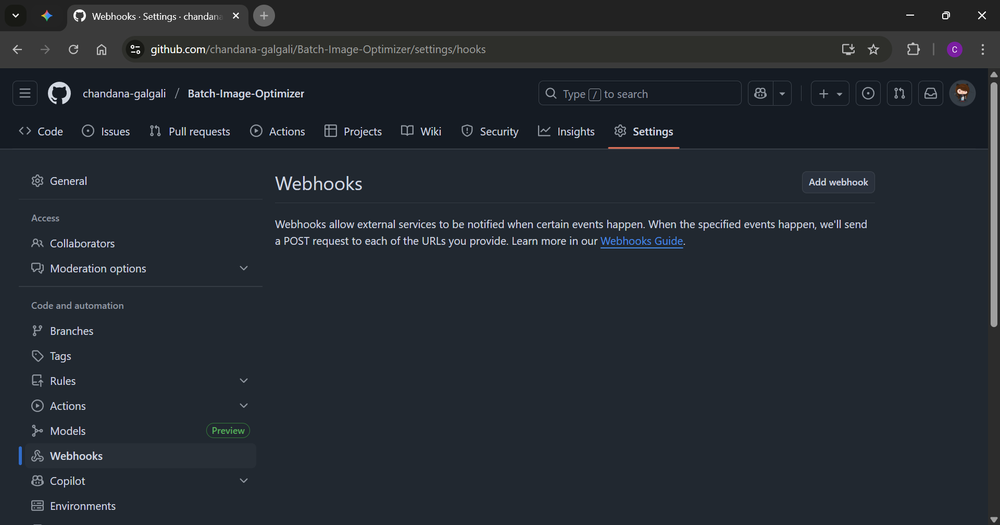 Webhooks · Settings · chandana
github.com/chandana-galgali/Batch-Image-Optimizer/settings/hooks
C
chandana-galgali / Batch-Image-Optimizer
Type / to search
Code
Issues
Pull requests
Actions
Projects
Wiki
Security
Insights
Settings
General
Access
Collaborators
Moderation options
Code and automation
Branches
Tags
Rules
Actions
Models
Preview
Webhooks
Copilot
Environments
Webhooks
Add webhook
Webhooks allow external services to be notified when certain events happen. When the specified events happen, we'll send
a POST request to each of the URLs you provide. Learn more in our Webhooks Guide.